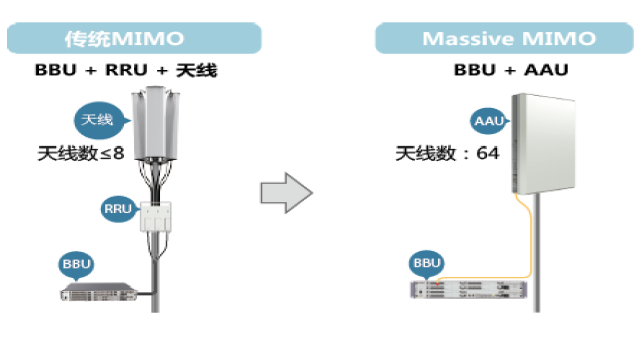 传统MIMO
BBU + RRU + 天线
天线
天线数≤8
RRU
BBU
Massive MIMO
BBU + AAU
AAU
天线数：64
BBU